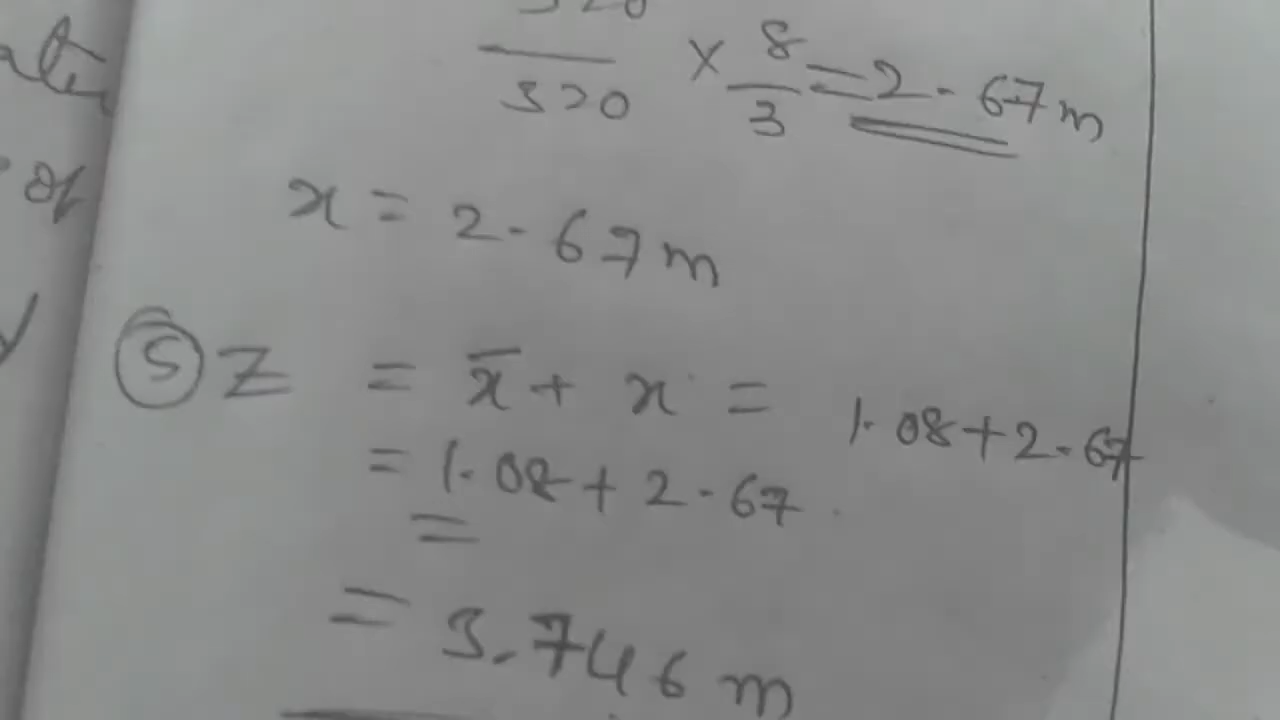 320
320 × 8/3 = 2.67 m
of
x = 2.67 m
⑤ Z = x̄ + x = 1.08 + 2.67
= 1.08 + 2.67
=
= 3.746 m